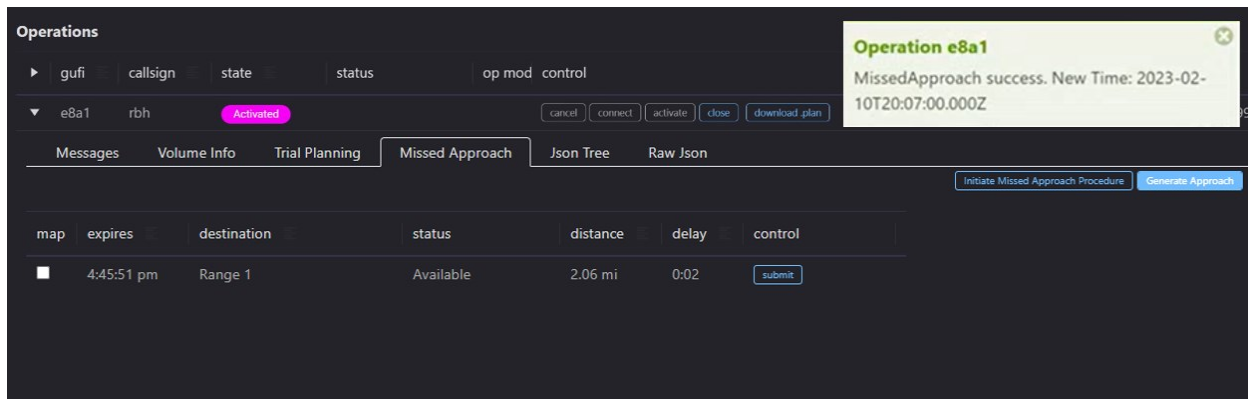 Operations
gufi callsign state status op mod control
e8a1 rbh Activated cancel connect activate close download .plan
Operation e8a1
MissedApproach success. New Time: 2023-02-
10T20:07:00.000Z
Messages Volume Info Trial Planning Missed Approach Json Tree Raw Json
Initiate Missed Approach Procedure Generate Approach
map expires destination status distance delay control
4:45:51 pm Range 1 Available 2.06 mi 0:02 submit